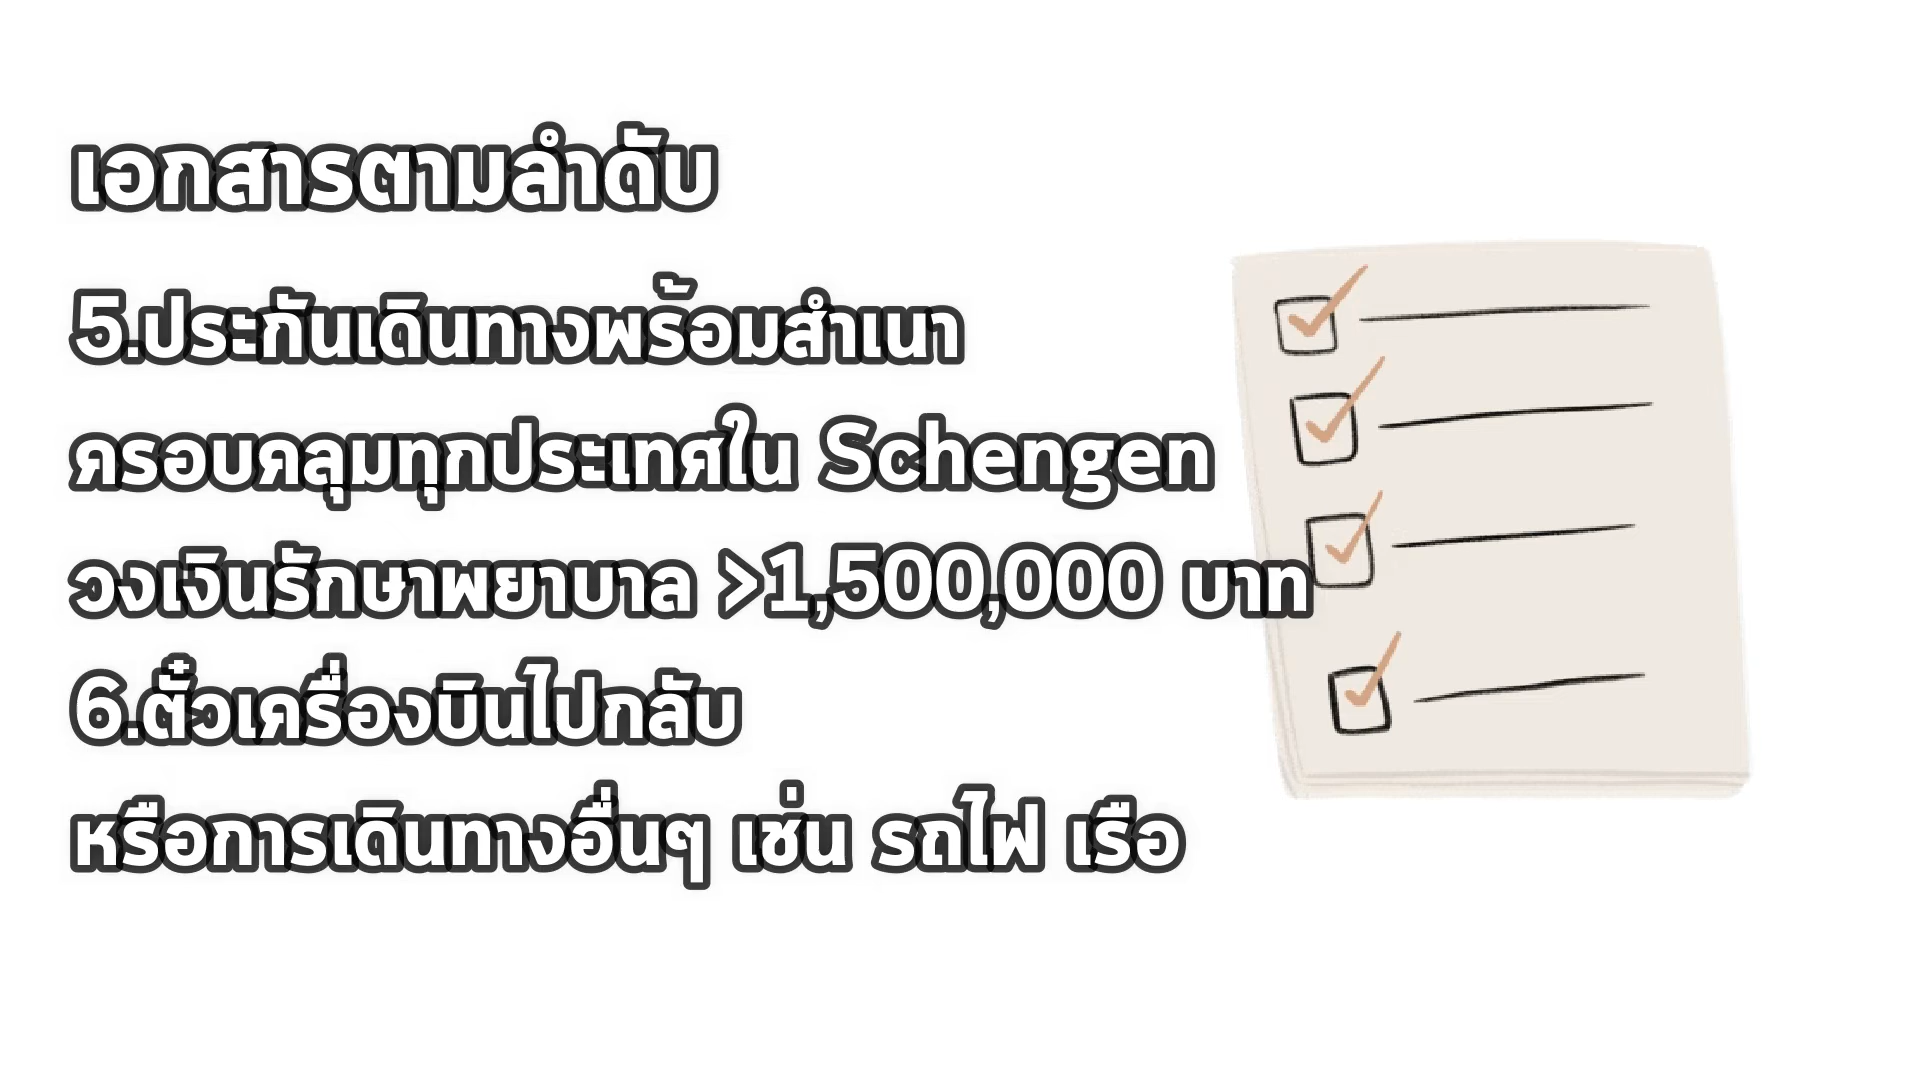 เอกสารตามลำดับ
5.ประกันเดินทางพร้อมสำเนา
ครอบคลุมทุกประเทศใน Schengen
วงเงินรักษาพยาบาล >1,500,000 บาท
6.ตั๋วเครื่องบินไปกลับ
หรือการเดินทางอื่นๆ เช่น รถไฟ เรือ